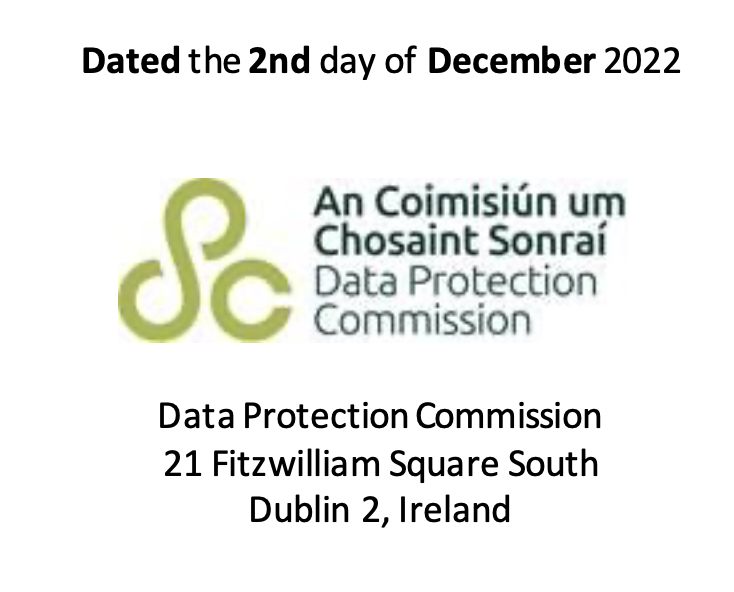 Dated the 2nd day of December 2022
An Coimisiún um
Chosaint Sonraí
Data Protection
Commission
Data Protection Commission
21 Fitzwilliam Square South
Dublin 2, Ireland